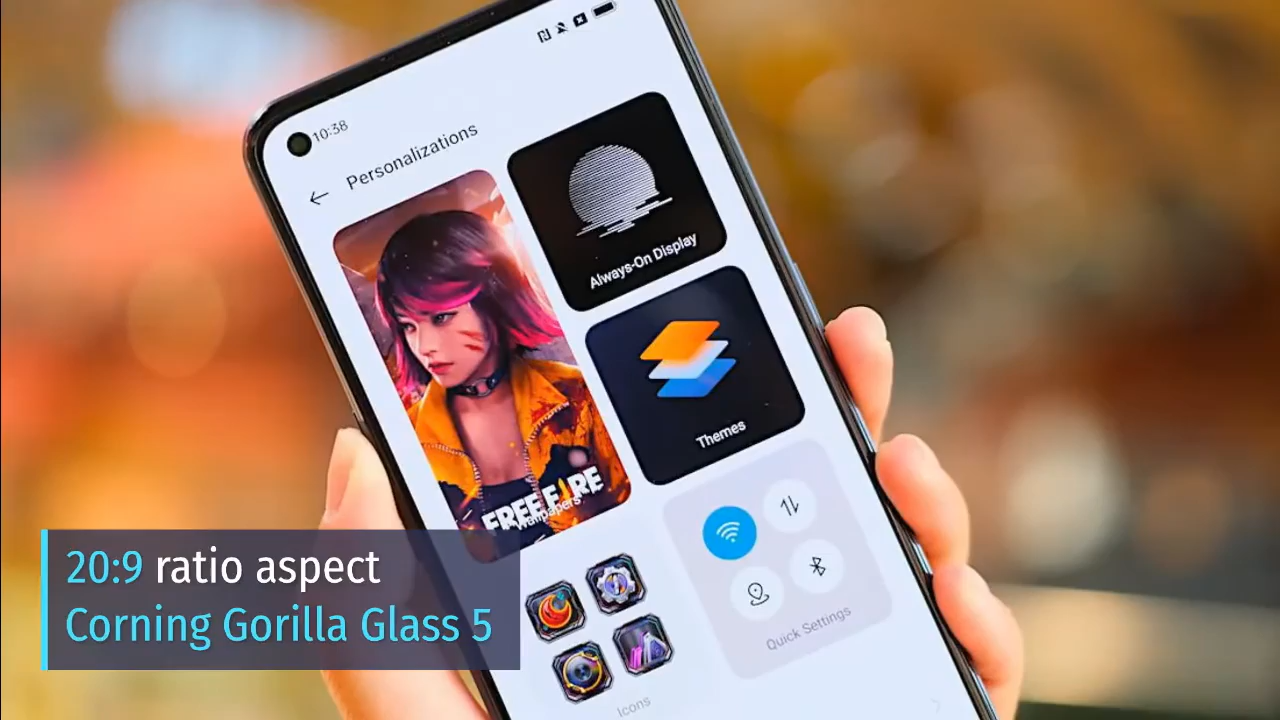 10:38
Personalizations
Always-On Display
FREE FIRE
Wallpapers
Themes
Quick Settings
Icons
20:9 ratio aspect
Corning Gorilla Glass 5